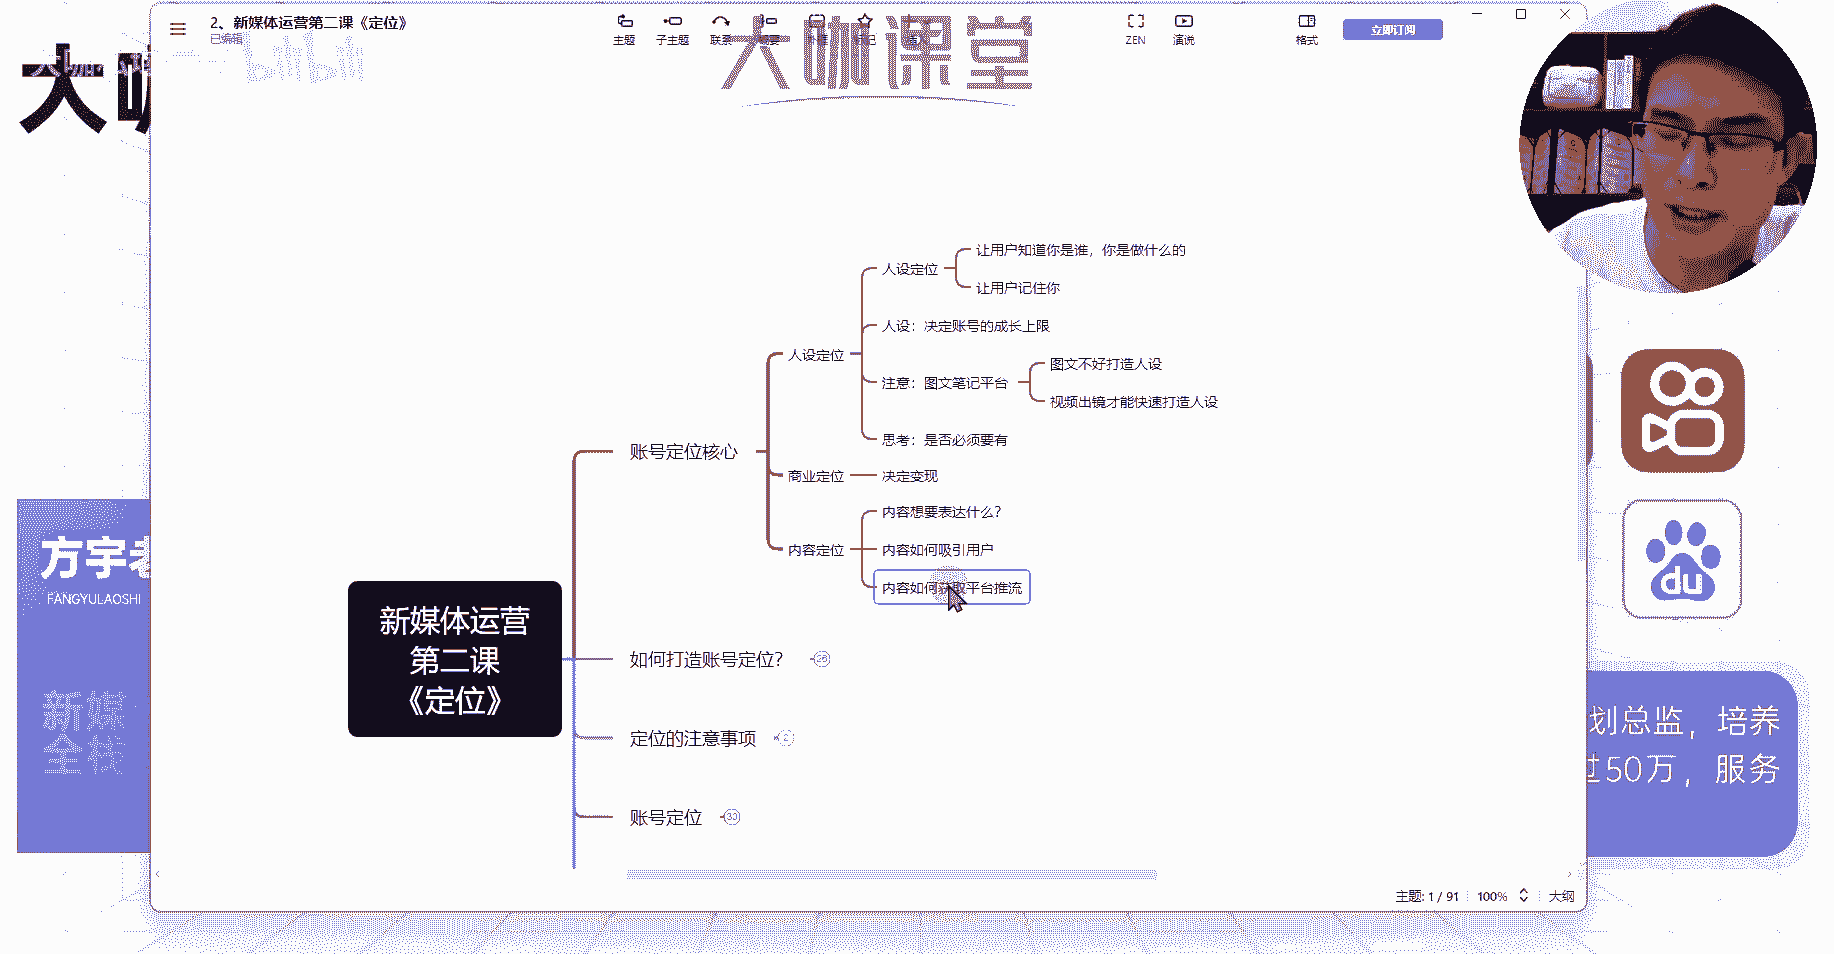 2、新媒体运营第二课《定位》
已编辑
主题
子主题
联系
格式
ZEN
演说
立即订阅
bilibili
大咖课堂
大咖
让用户知道你是谁，你是做什么的
人设定位
让用户记住你
人设：决定账号的成长上限
人设定位
图文不好打造人设
注意：图文笔记平台
视频出镜才能快速打造人设
思考：是否必须要有
账号定位核心
商业定位
决定变现
内容想要表达什么？
内容定位
内容如何吸引用户
内容如何获取平台推流
新媒体运营
第二课
《定位》
如何打造账号定位？
定位的注意事项
账号定位
30
方宇老
FANGYULAOSHI
新媒
全栈
du
划总监，培养
过50万，服务
主题: 1 / 91
100%
大纲